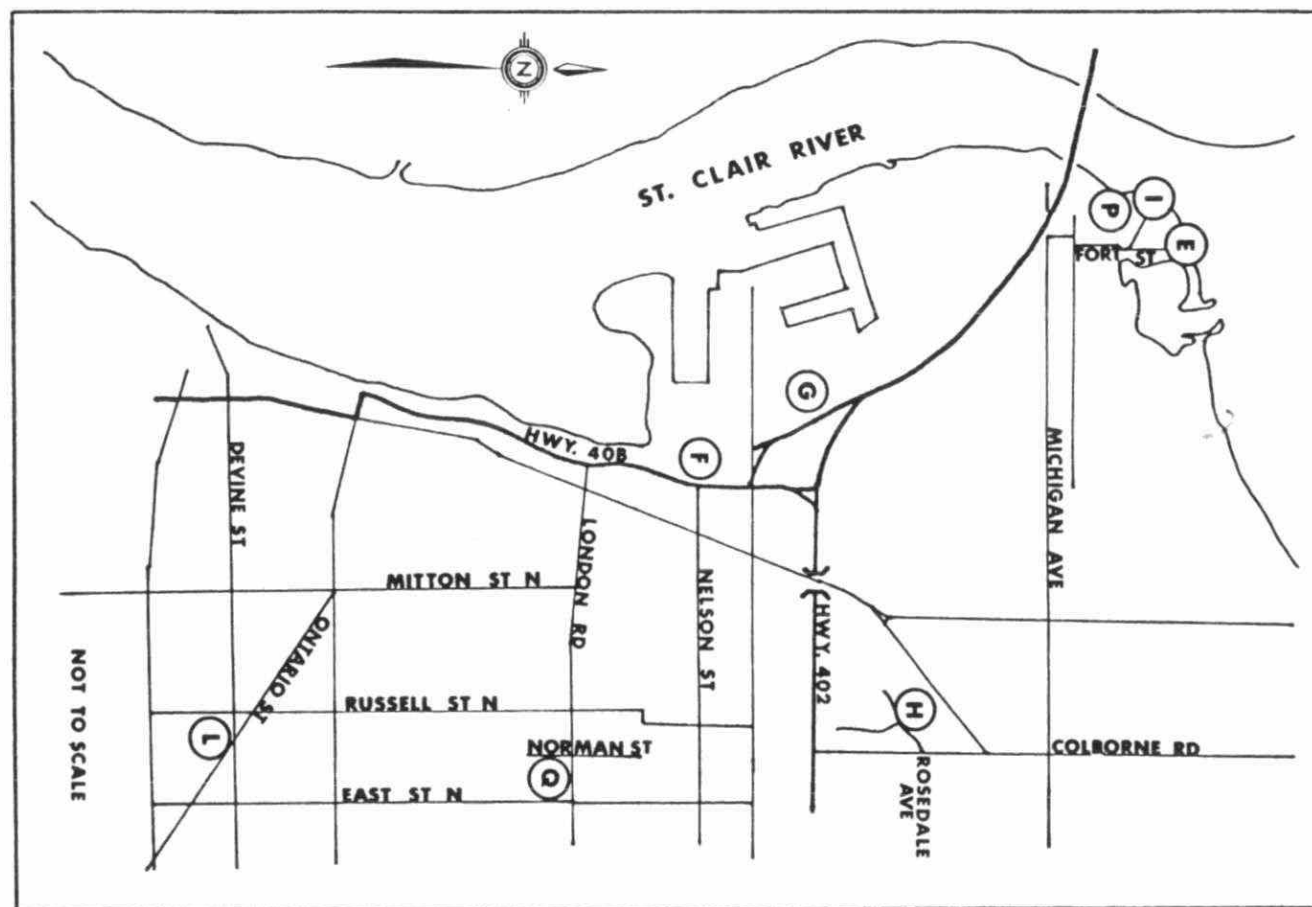 N
ST. CLAIR RIVER
P
I
E
FORT ST
G
F
HWY. 40B
DEVINE ST
MICHIGAN AVE
LONDON RD
MITTON ST N
NELSON ST
HWY. 402
ONTARIO ST
NOT TO SCALE
RUSSELL ST N
L
H
NORMAN ST
COLBORNE RD
ROSEDALE
AVE
Q
EAST ST N